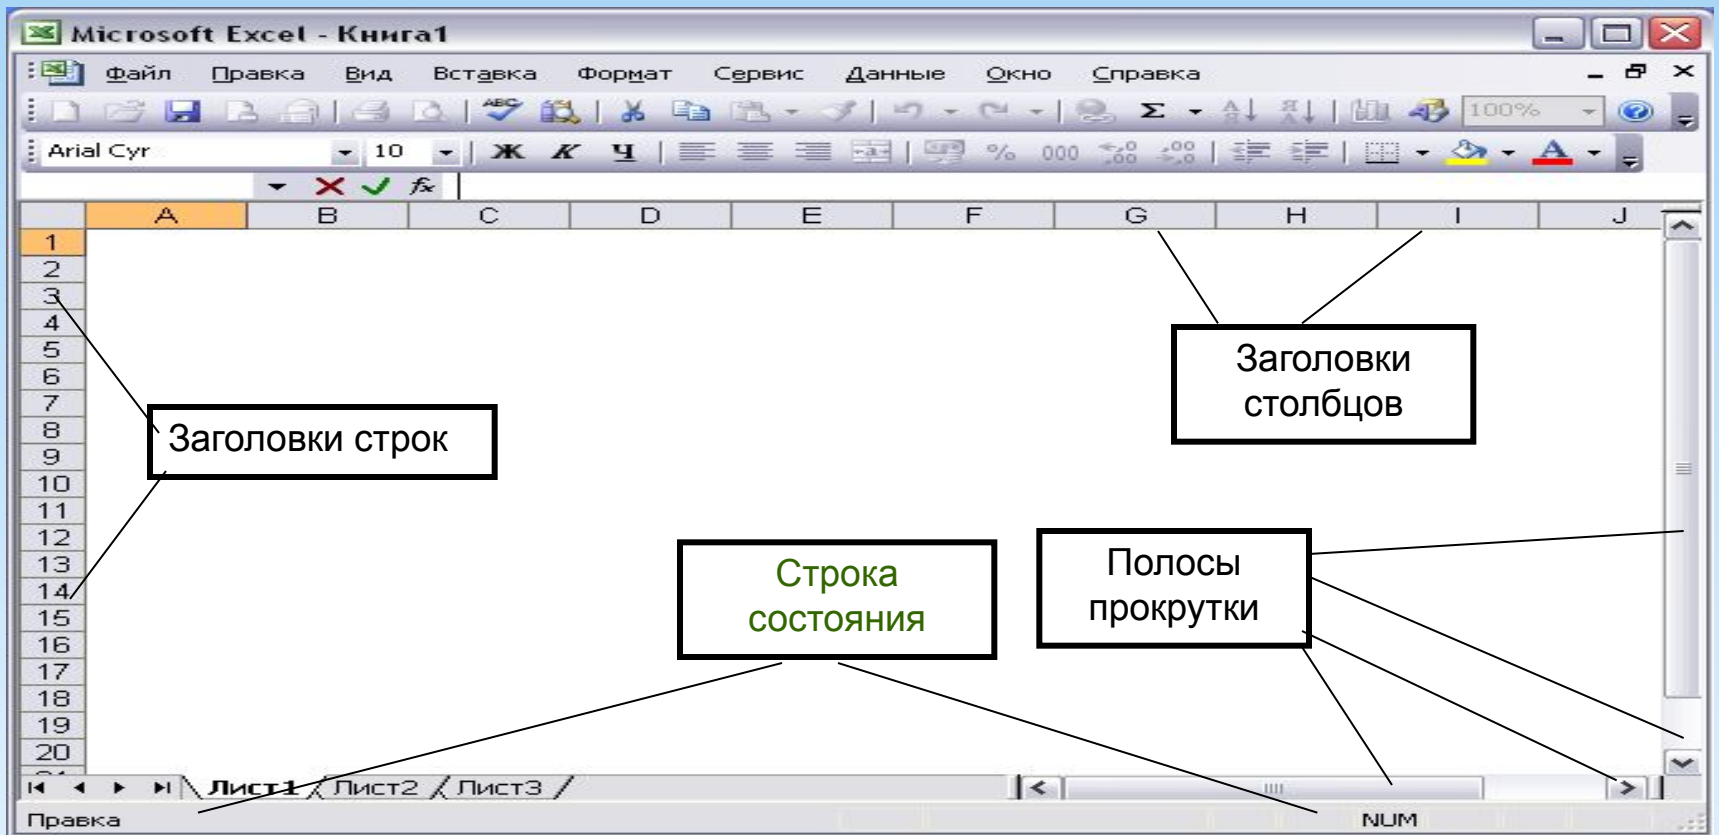 Microsoft Excel - Книга1
Файл Правка Вид Вставка Формат Сервис Данные Окно Справка
ABC Σ 100% ?
Arial Cyr 10 Ж К Ч % 000 A
fx
A B C D E F G H I J
1
2
3
4
5
6
7
8
9
10
11
12
13
14
15
16
17
18
19
20
Заголовки
столбцов
Заголовки строк
Строка
состояния
Полосы
прокрутки
Лист1 Лист2 Лист3
Правка NUM